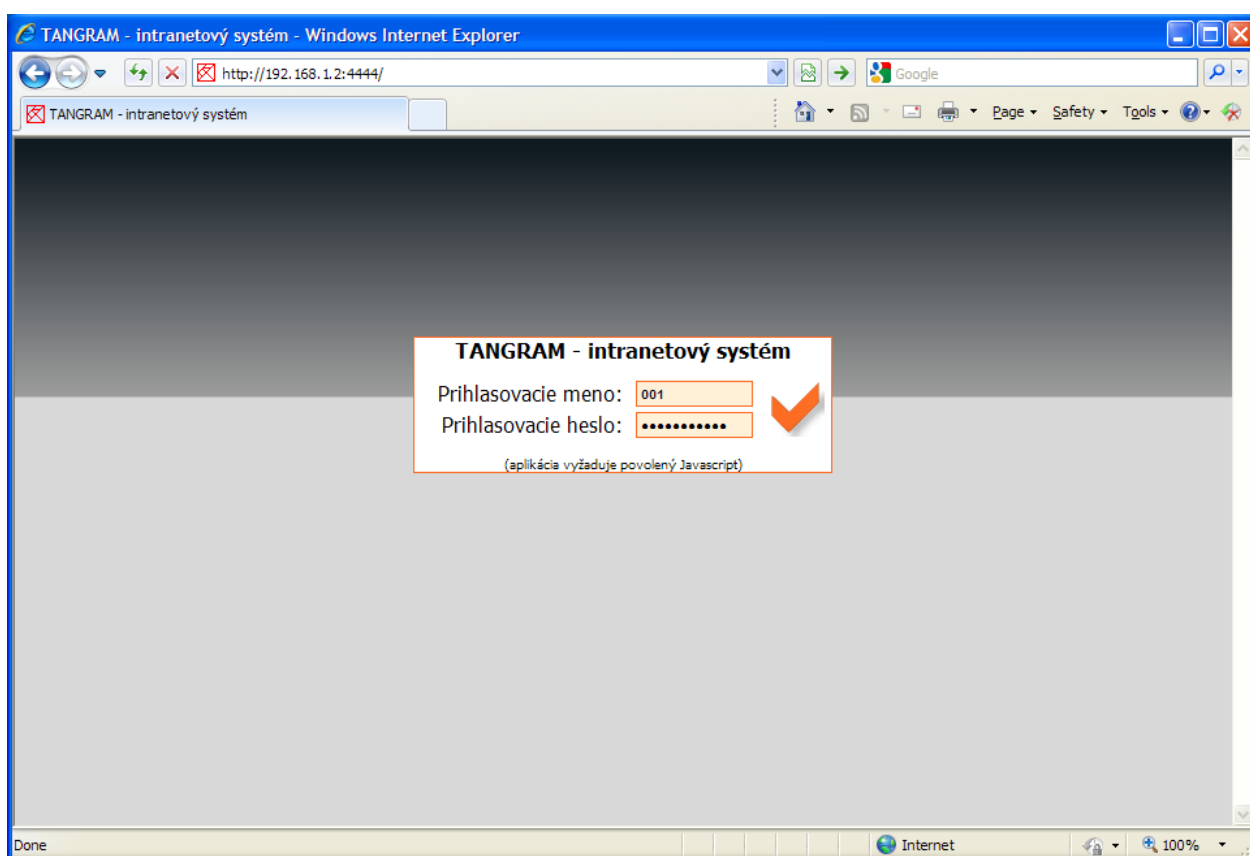 TANGRAM - intranetový systém - Windows Internet Explorer
http://192.168.1.2:4444/
Google
TANGRAM - intranetový systém
Page
Safety
Tools
TANGRAM - intranetový systém
Prihlasovacie meno: 001
Prihlasovacie heslo: •••••••••••
(aplikácia vyžaduje povolený Javascript)
Done
Internet
100%